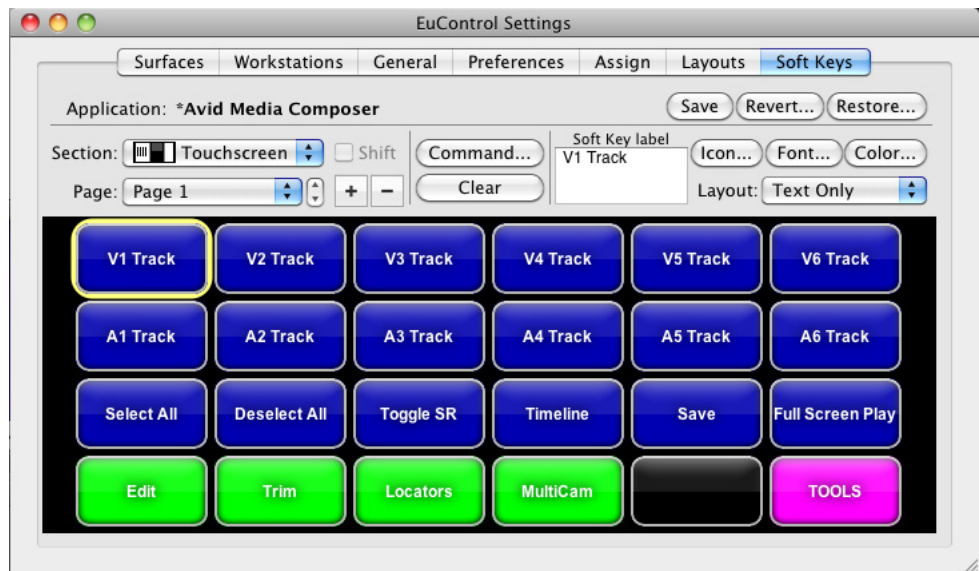 EuControl Settings
Surfaces Workstations General Preferences Assign Layouts Soft Keys
Application: *Avid Media Composer Save Revert... Restore...
Section: Touchscreen Shift Command... Soft Key label Icon... Font... Color...
V1 Track
Page: Page 1 + − Clear Layout: Text Only
V1 Track V2 Track V3 Track V4 Track V5 Track V6 Track
A1 Track A2 Track A3 Track A4 Track A5 Track A6 Track
Select All Deselect All Toggle SR Timeline Save Full Screen Play
Edit Trim Locators MultiCam TOOLS